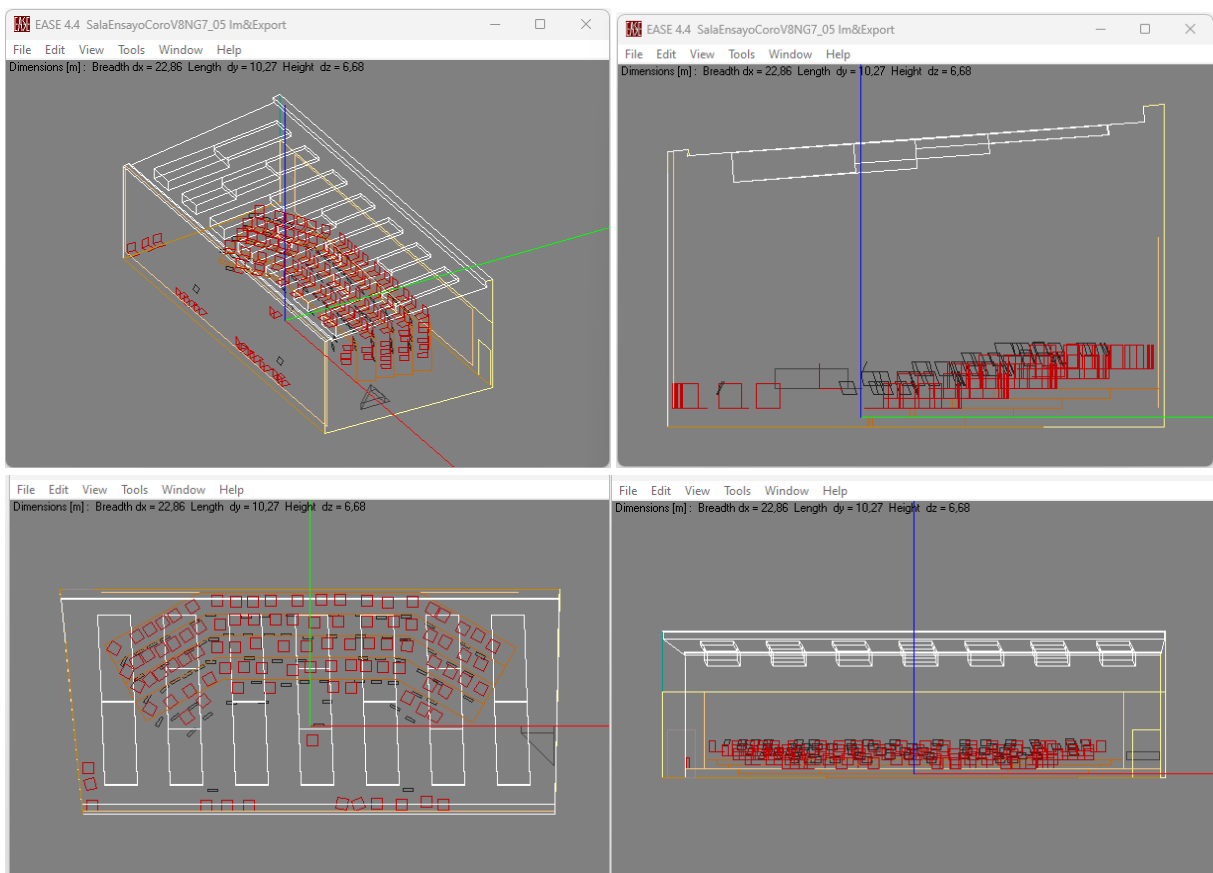 EASE 4.4 SalaEnsayoCoroV8NG7_05 Im&Export
File Edit View Tools Window Help
Dimensions [m] : Breadth dx = 22,86 Length dy = 10,27 Height dz = 6,68
EASE 4.4 SalaEnsayoCoroV8NG7_05 Im&Export
File Edit View Tools Window Help
Dimensions [m] : Breadth dx = 22,86 Length dy = 10,27 Height dz = 6,68
File Edit View Tools Window Help
Dimensions [m] : Breadth dx = 22,86 Length dy = 10,27 Height dz = 6,68
File Edit View Tools Window Help
Dimensions [m] : Breadth dx = 22,86 Length dy = 10,27 Height dz = 6,68